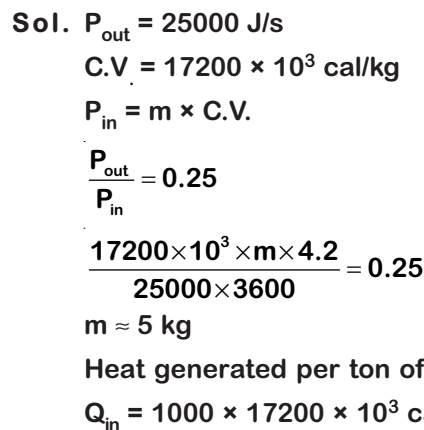 Sol. P_out = 25000 J/s
C.V. = 17200 × 10³ cal/kg
P_in = m × C.V.
P_out / P_in = 0.25
17200×10³ ×m×4.2 / 25000×3600 = 0.25
m ≈ 5 kg
Heat generated per ton of
Q_in = 1000 × 17200 × 10³